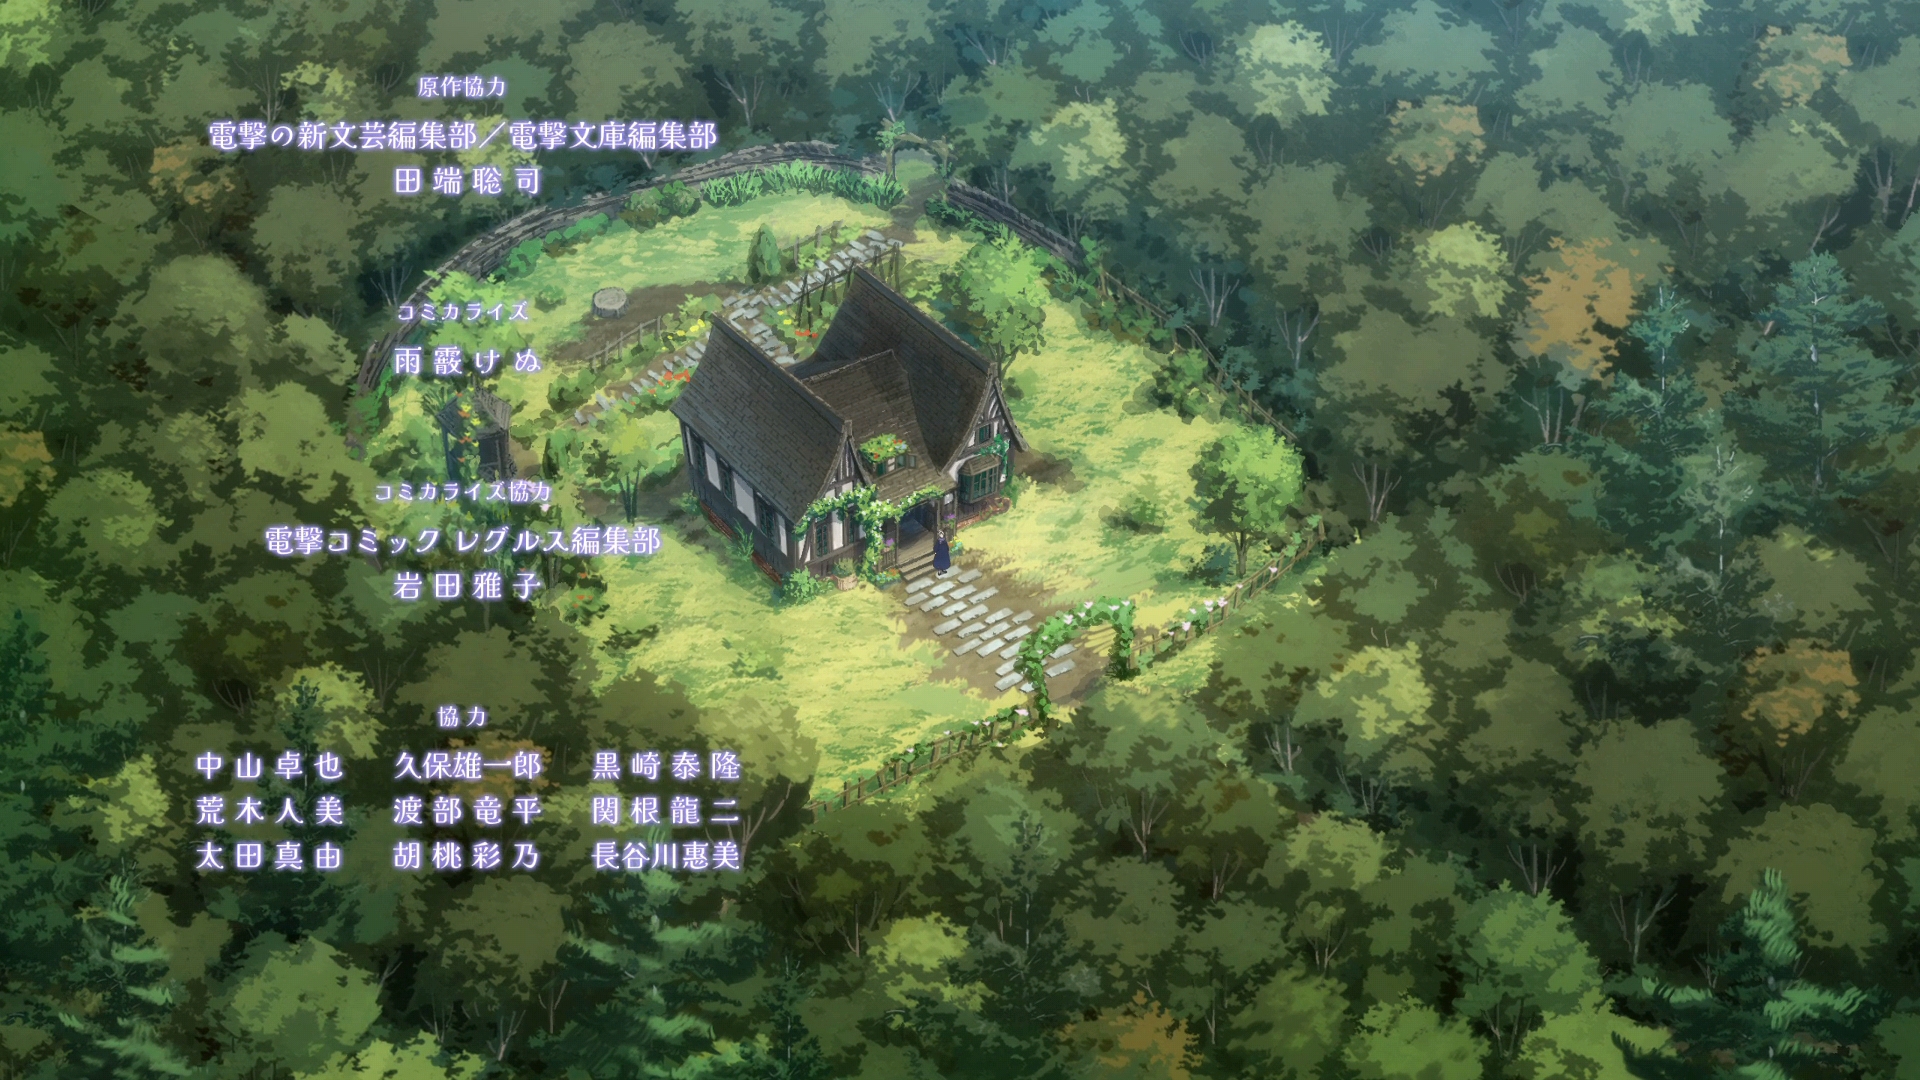 原作協力
電撃の新文芸編集部／電撃文庫編集部
田端聡司
コミカライズ
雨霰けぬ
コミカライズ協力
電撃コミック レグルス編集部
岩田雅子
協力
中山卓也 久保雄一郎 黒崎泰隆
荒木人美 渡部竜平 関根龍二
太田真由 胡桃彩乃 長谷川惠美